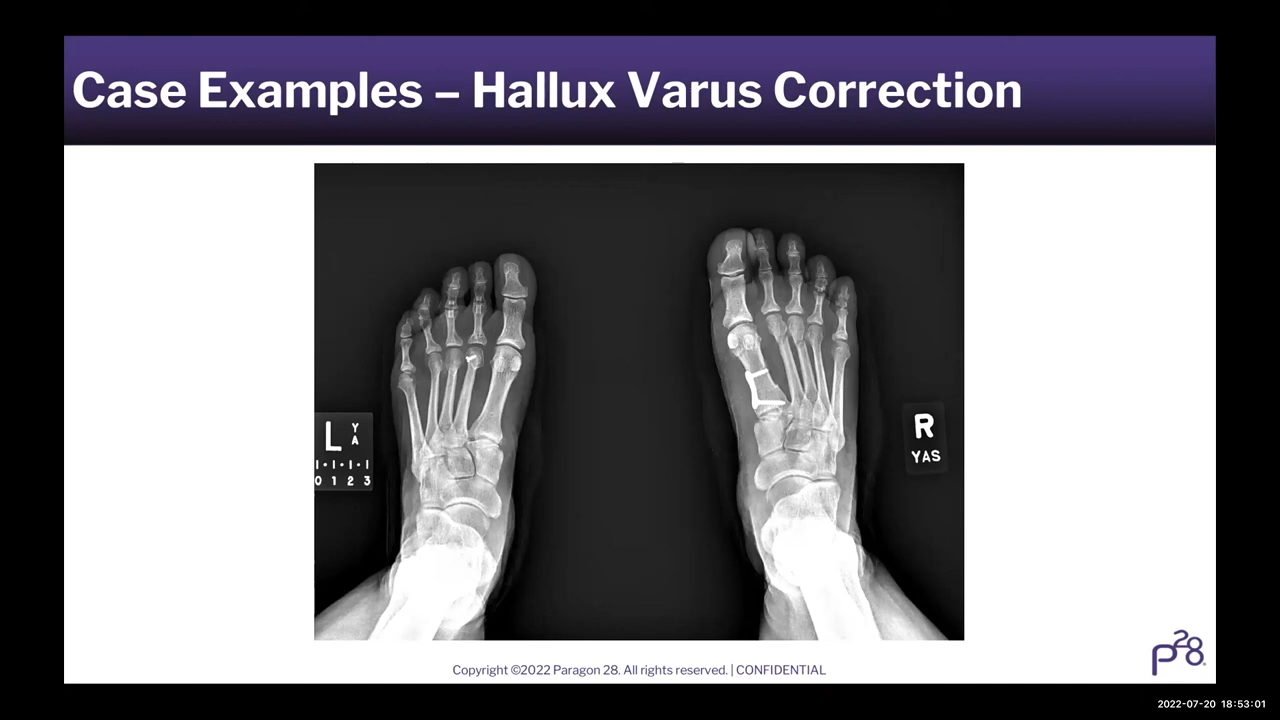 Case Examples – Hallux Varus Correction
L
Y
A
0 1 2 3
R
YAS
p28
Copyright ©2022 Paragon 28. All rights reserved. | CONFIDENTIAL
2022-07-20 18:53:01